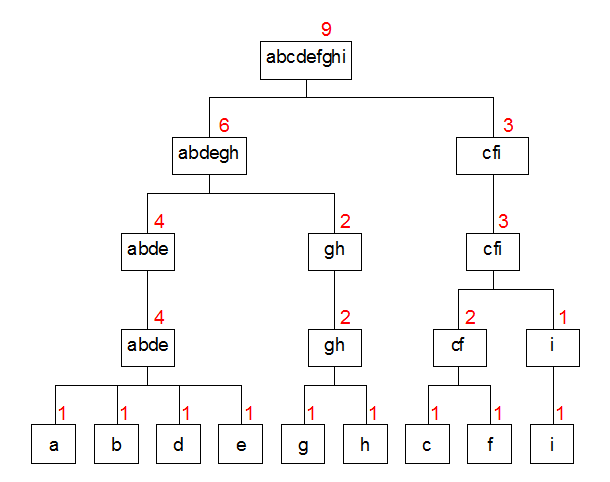 9
abcdefghi
6 3
abdegh cfi
4 2 3
abde gh cfi
4 2 2 1
abde gh cf i
1 1 1 1 1 1 1 1 1
a b d e g h c f i